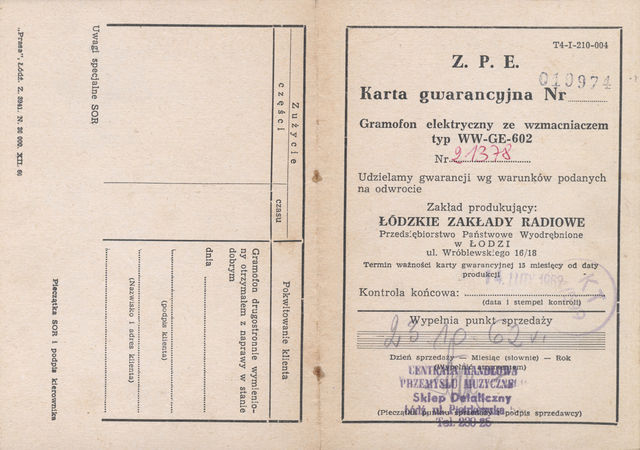 T4-I-210-004
Z. P. E.
010974
Karta gwarancyjna Nr
Gramofon elektryczny ze wzmacniaczem
typ WW-GE-602
Nr 21378
Udzielamy gwarancji wg warunków podanych
na odwrocie
Zakład produkujący:
ŁÓDZKIE ZAKŁADY RADIOWE
Przedsiębiorstwo Państwowe Wyodrębnione
w ŁODZI
ul. Wróblewskiego 16/18
Termin ważności karty gwarancyjnej 15 miesięcy od daty
produkcji
Kontrola końcowa:
(data i stempel kontroli)
Wypełnia punkt sprzedaży
23.10.62 r.
Dzień sprzedaży — Miesiąc (słownie) — Rok
CENTRALA HANDLOWA
PRZEMYSŁU MUZYCZNEGO
Sklep Detaliczny
(Pieczątka punktu sprzedaży i podpis sprzedawcy)
Zużycie
części
czasu
Uwagi specjalne SOR
Pokwitowanie klienta
Gramofon drugostronnie wymienio-
ny otrzymałem z naprawy w stanie
dobrym
dnia
(podpis klienta)
(Nazwisko i adres klienta)
Pieczątka SOR i podpis kierownika
„Prasa", Łódź. Z. 3941. N. 26 000. XII. 60